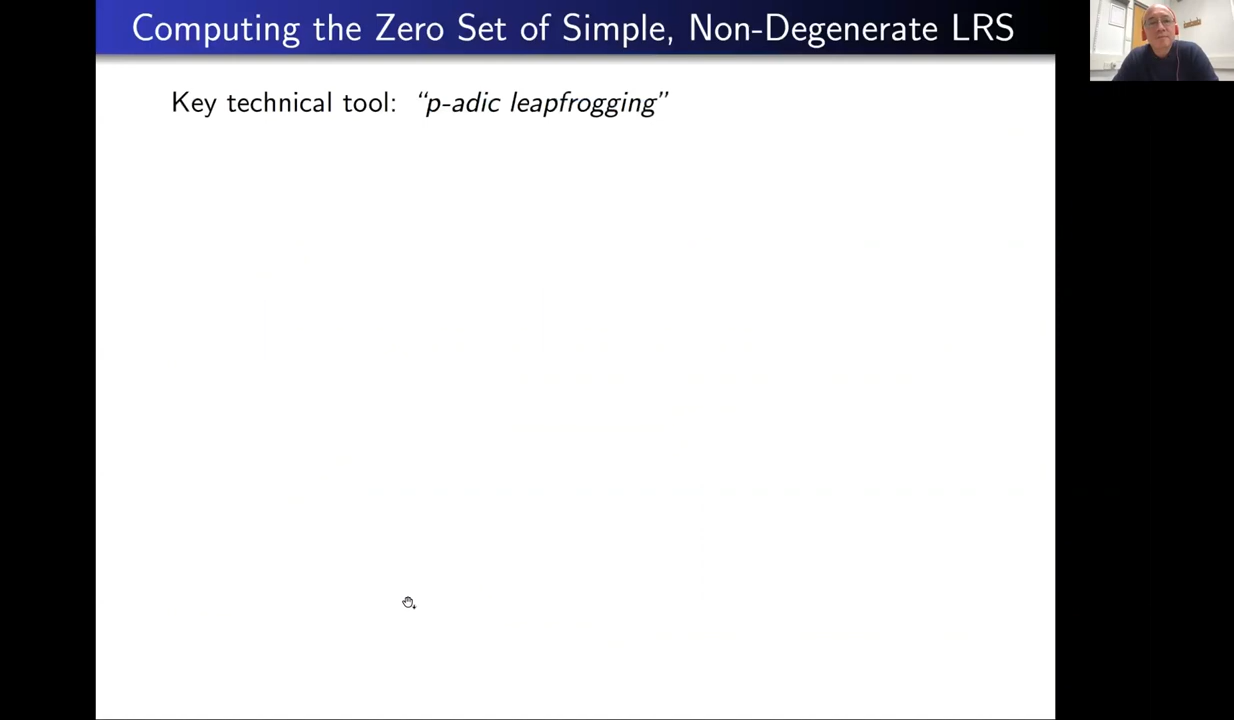 Computing the Zero Set of Simple, Non-Degenerate LRS
Key technical tool: “p-adic leapfrogging”